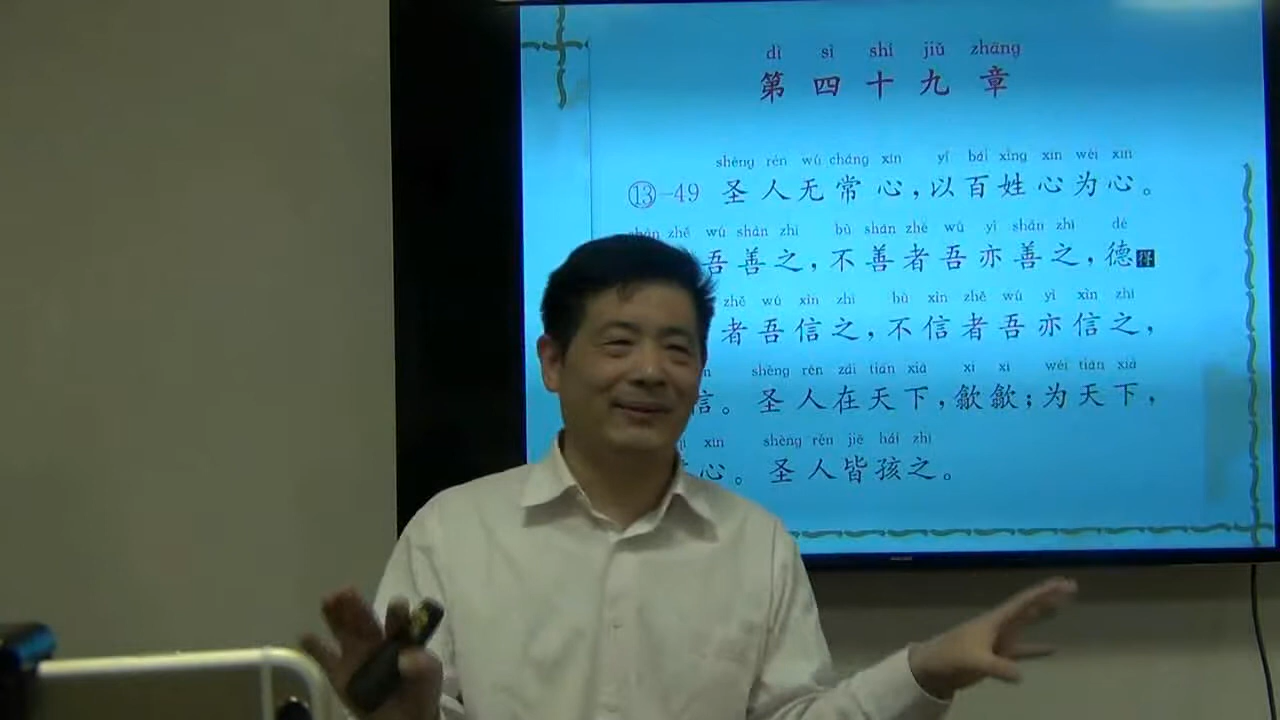 dì sì shí jiǔ zhāng
第四十九章
shèng rén wú cháng xīn yǐ bǎi xìng xīn wéi xīn
⑬-49 圣人无常心，以百姓心为心。
shàn zhě wú shàn zhī bù shàn zhě wú yì shàn zhī dé
吾善之，不善者吾亦善之，德得
zhě wú xìn zhī bù xìn zhě wú yì xìn zhī
者吾信之，不信者吾亦信之，
shèng rén zài tiān xià xī xī wéi tiān xià
信。圣人在天下，歙歙；为天下，
xīn shèng rén jiē hái zhī
心。圣人皆孩之。